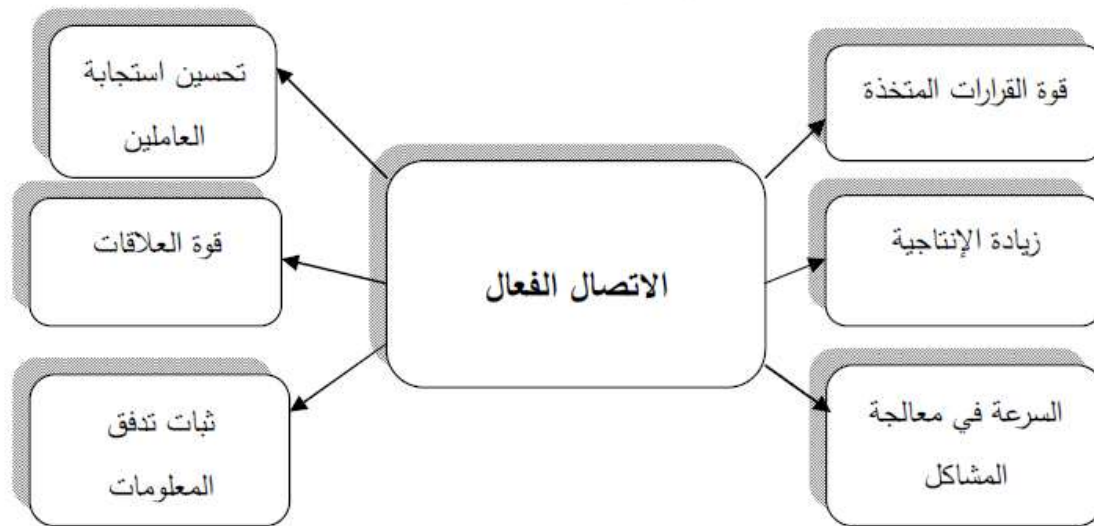 قوة القرارات المتخذة
زيادة الإنتاجية
السرعة في معالجة
المشاكل
الاتصال الفعال
تحسين استجابة
العاملين
قوة العلاقات
ثبات تدفق
المعلومات